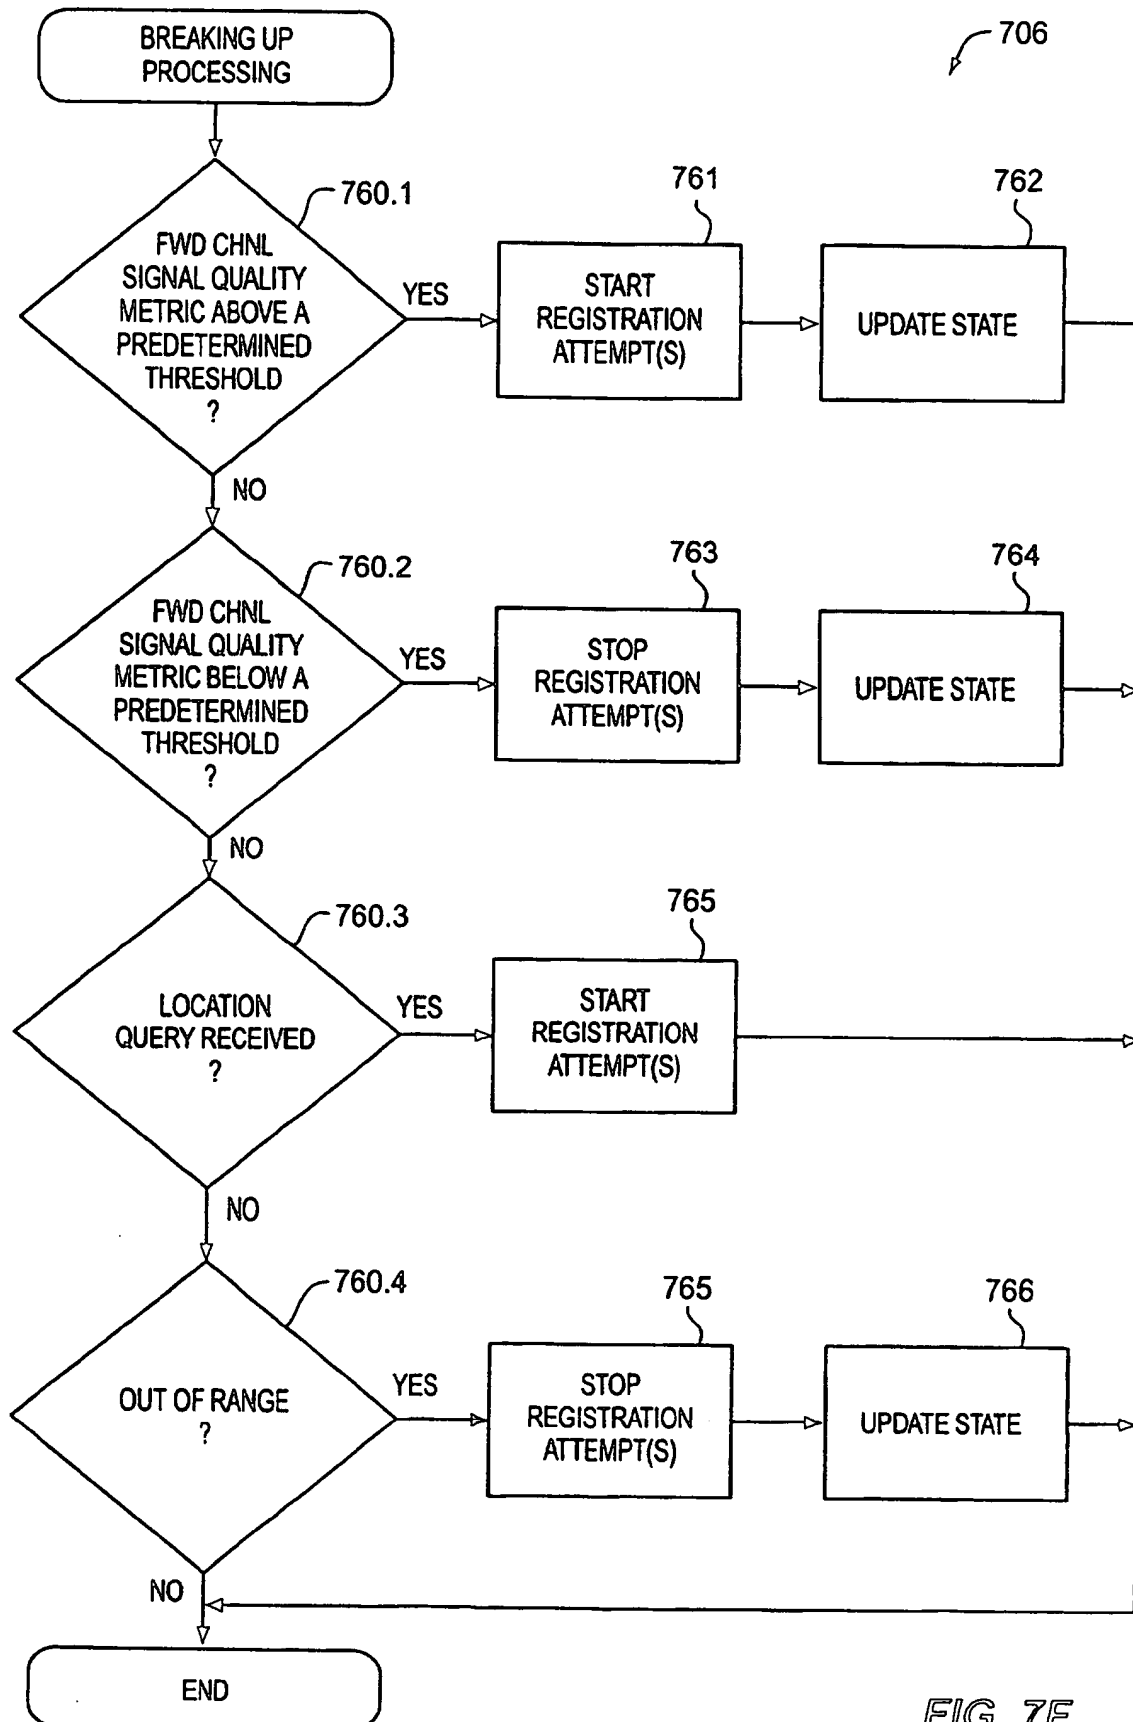 BREAKING UP
PROCESSING
706
760.1
FWD CHNL
SIGNAL QUALITY
METRIC ABOVE A
PREDETERMINED
THRESHOLD
?
YES
761
START
REGISTRATION
ATTEMPT(S)
762
UPDATE STATE
NO
760.2
FWD CHNL
SIGNAL QUALITY
METRIC BELOW A
PREDETERMINED
THRESHOLD
?
YES
763
STOP
REGISTRATION
ATTEMPT(S)
764
UPDATE STATE
NO
760.3
LOCATION
QUERY RECEIVED
?
YES
765
START
REGISTRATION
ATTEMPT(S)
NO
760.4
OUT OF RANGE
?
YES
765
STOP
REGISTRATION
ATTEMPT(S)
766
UPDATE STATE
NO
END
FIG. 7F